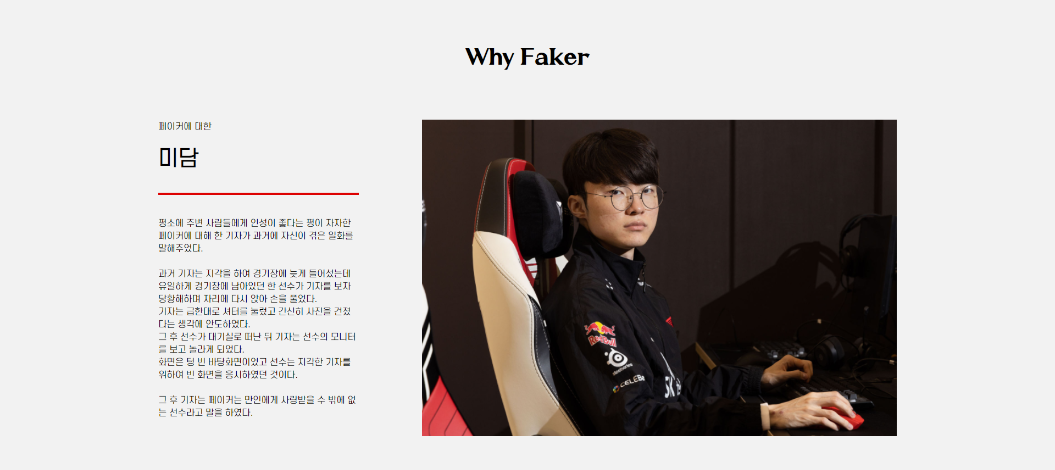 Why Faker
페이커에 대한
미담
평소에 주변 사람들에게 인성이 좋다는 평이 자자한
페이커에 대해 한 기자가 과거에 자신이 겪은 일화를
말해주었다.
과거 기자는 지각을 하여 경기장에 늦게 들어섰는데
유일하게 경기장에 남아있던 한 선수가 기자를 보자
당황해하며 자리에 다시 앉아 손을 풀었다.
기자는 급한대로 셔터를 눌렀고 간신히 사진을 건졌
다는 생각에 안도하였다.
그 후 선수가 대기실로 떠난 뒤 기자는 선수의 모니터
를 보고 놀라게 되었다.
화면은 텅 빈 바탕화면이었고 선수는 지각한 기자를
위하여 빈 화면을 응시하였던 것이다.
그 후 기자는 페이커는 만인에게 사랑받을 수 밖에 없
는 선수라고 말을 하였다.
Red Bull
steelseries
CELEB
SK